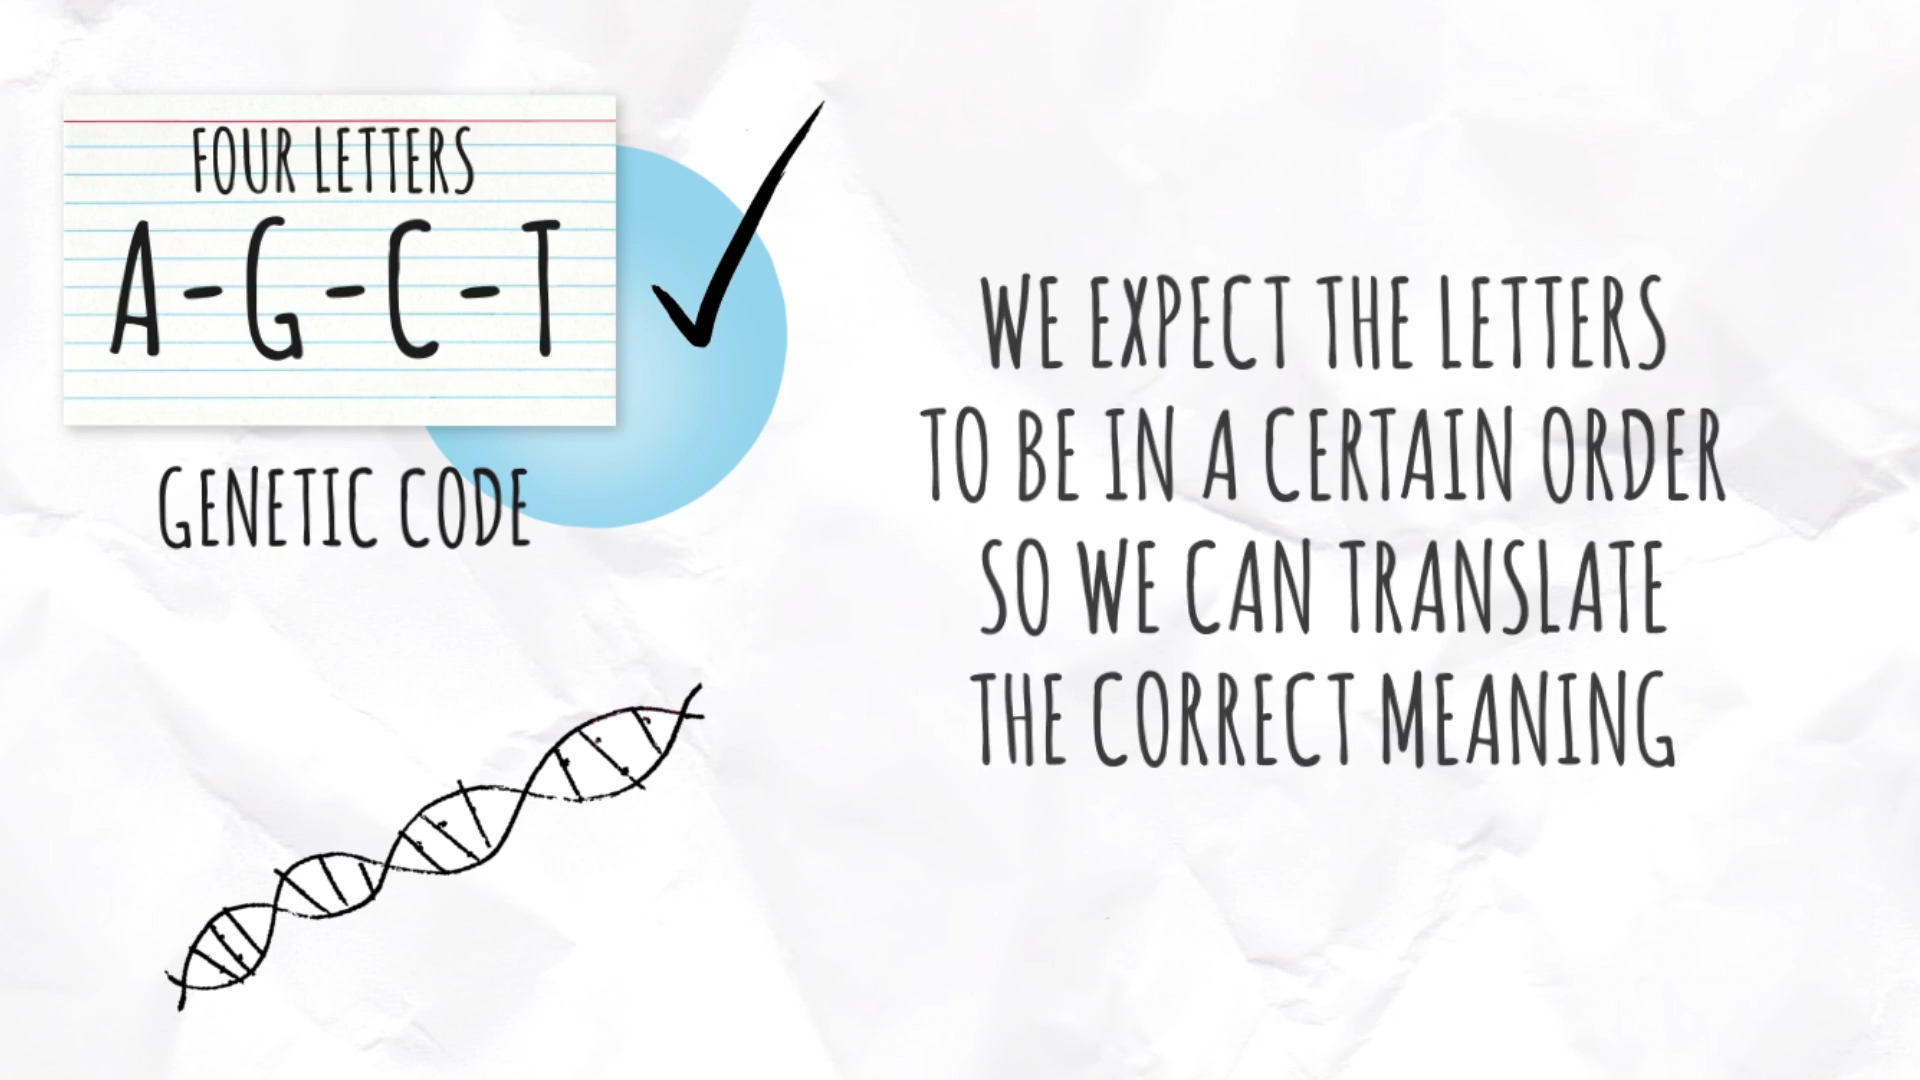 FOUR LETTERS
A-G-C-T
GENETIC CODE
WE EXPECT THE LETTERS
TO BE IN A CERTAIN ORDER
SO WE CAN TRANSLATE
THE CORRECT MEANING